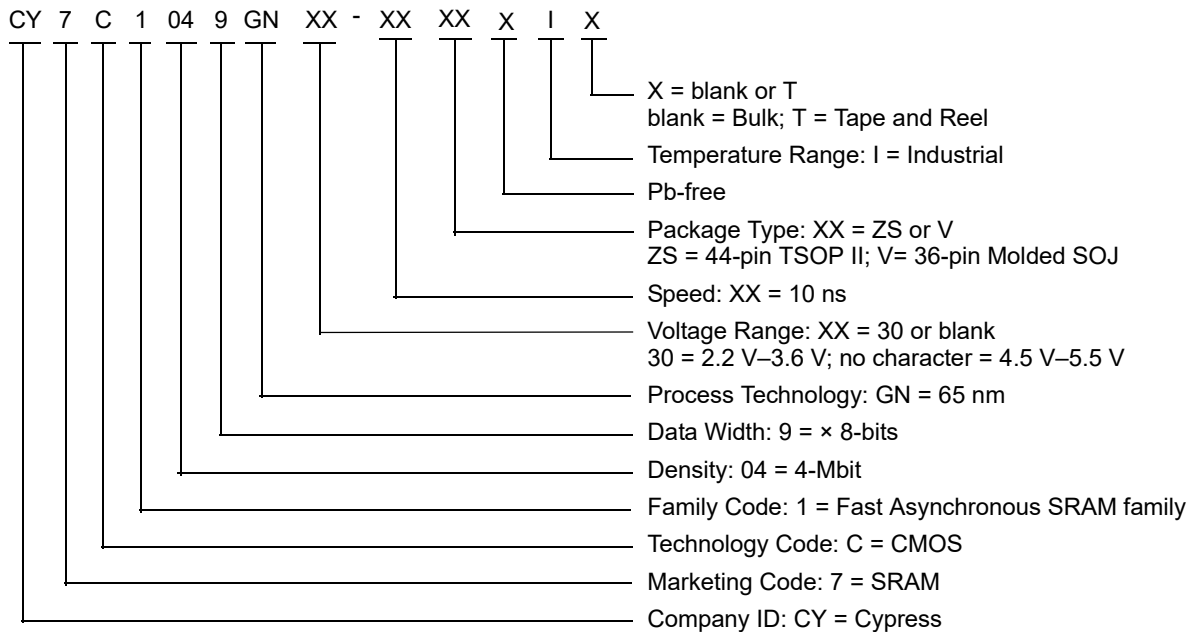 CY 7 C 1 04 9 GN XX - XX XX X I X
X = blank or T
blank = Bulk; T = Tape and Reel
Temperature Range: I = Industrial
Pb-free
Package Type: XX = ZS or V
ZS = 44-pin TSOP II; V= 36-pin Molded SOJ
Speed: XX = 10 ns
Voltage Range: XX = 30 or blank
30 = 2.2 V–3.6 V; no character = 4.5 V–5.5 V
Process Technology: GN = 65 nm
Data Width: 9 = × 8-bits
Density: 04 = 4-Mbit
Family Code: 1 = Fast Asynchronous SRAM family
Technology Code: C = CMOS
Marketing Code: 7 = SRAM
Company ID: CY = Cypress